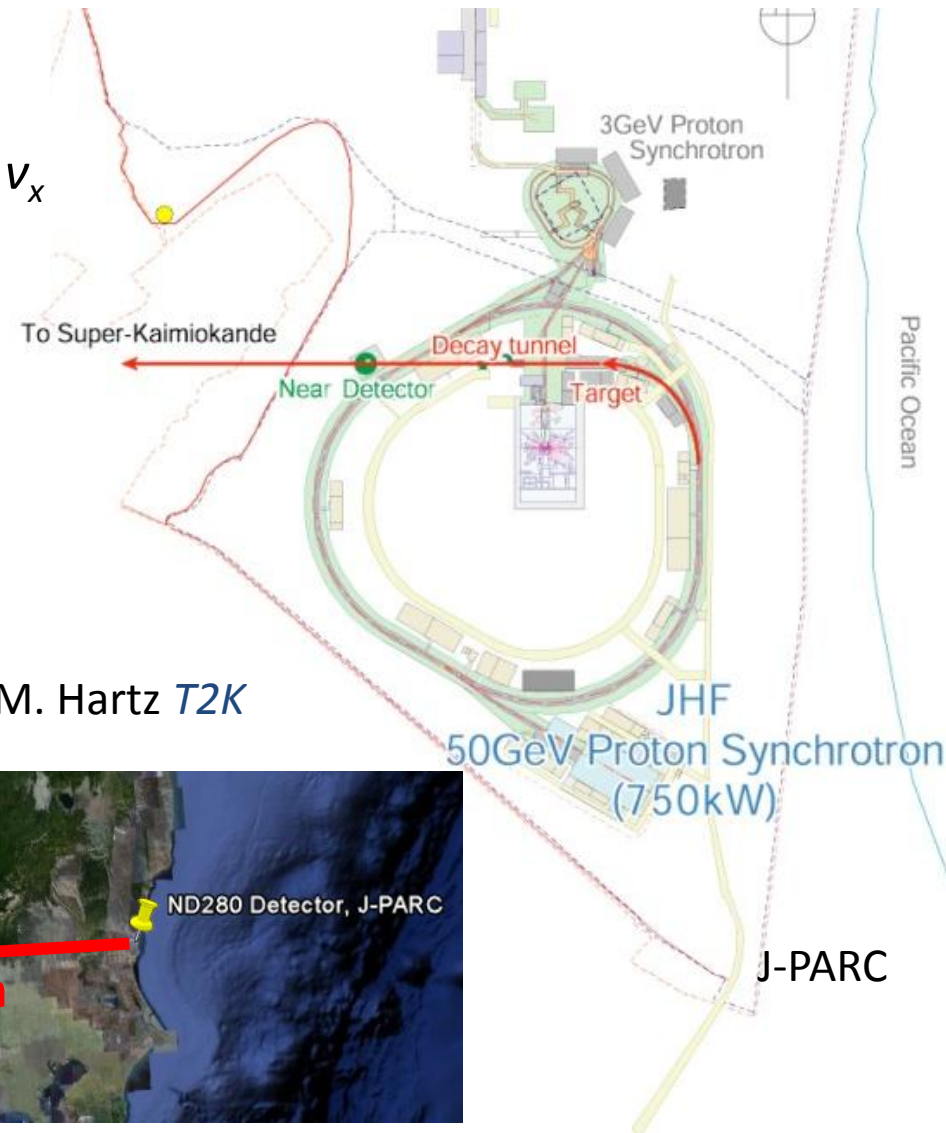 3GeV Proton
Synchrotron
νx
To Super-Kaimiokande
Decay tunnel
Near Detector
Target
Pacific Ocean
M. Hartz T2K
JHF
50GeV Proton Synchrotron
(750kW)
ND280 Detector, J-PARC
J-PARC